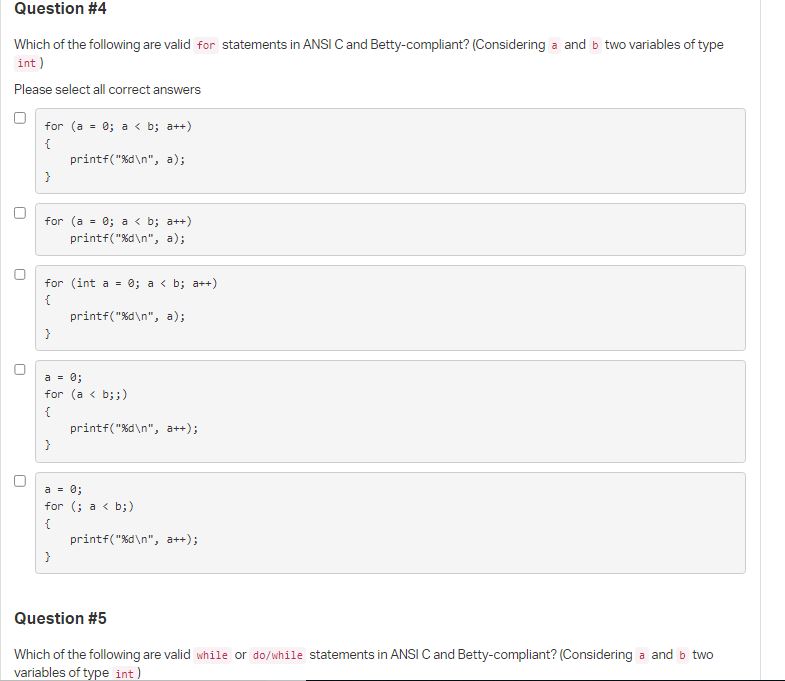 Question #4
Which of the following are valid for statements in ANSI C and Betty-compliant? (Considering a and b two variables of type
int)
Please select all correct answers
for (a = 0; a < b; a++)
{
    printf("%d\n", a);
}
for (a = 0; a < b; a++)
    printf("%d\n", a);
for (int a = 0; a < b; a++)
{
    printf("%d\n", a);
}
a = 0;
for (a < b;;)
{
    printf("%d\n", a++);
}
a = 0;
for (; a < b;)
{
    printf("%d\n", a++);
}
Question #5
Which of the following are valid while or do/while statements in ANSI C and Betty-compliant? (Considering a and b two
variables of type int)